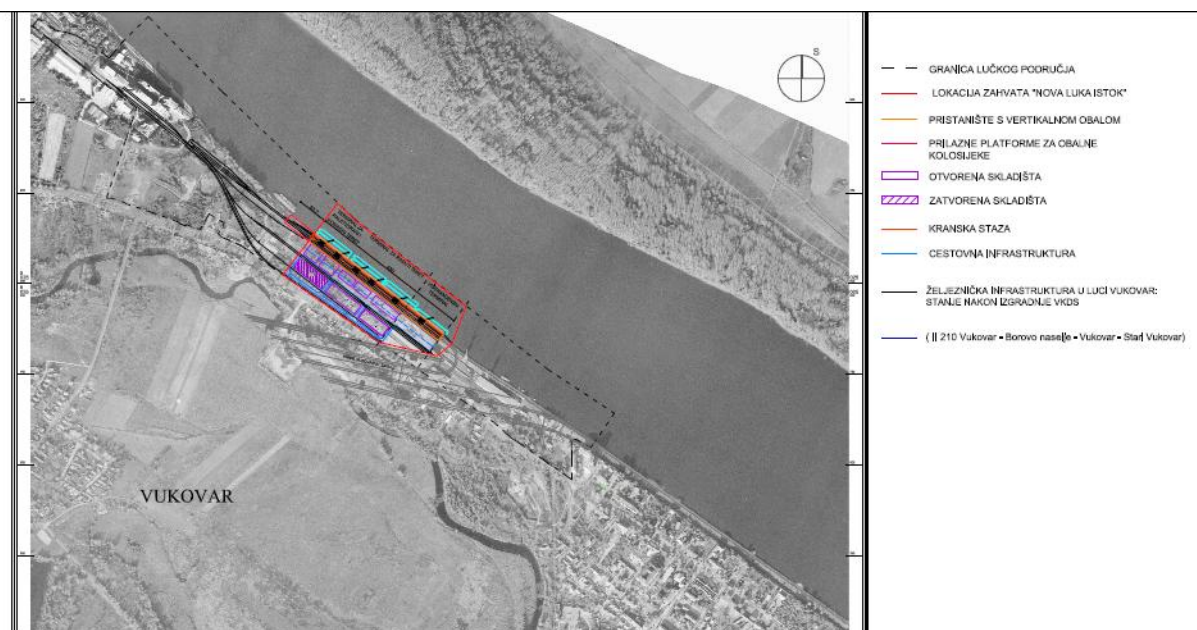 S
VUKOVAR
GRANICA LUČKOG PODRUČJA
LOKACIJA ZAHVATA "NOVA LUKA ISTOK"
PRISTANIŠTE S VERTIKALNOM OBALOM
PRILAZNE PLATFORME ZA OBALNE
KOLOSIJEKE
OTVORENA SKLADIŠTA
ZATVORENA SKLADIŠTA
KRANSKA STAZA
CESTOVNA INFRASTRUKTURA
ŽELJEZNIČKA INFRASTRUKTURA U LUCI VUKOVAR:
STANJE NAKON IZGRADNJE VKDS
( II 210 Vukovar - Borovo naselje - Vukovar - Stari Vukovar)